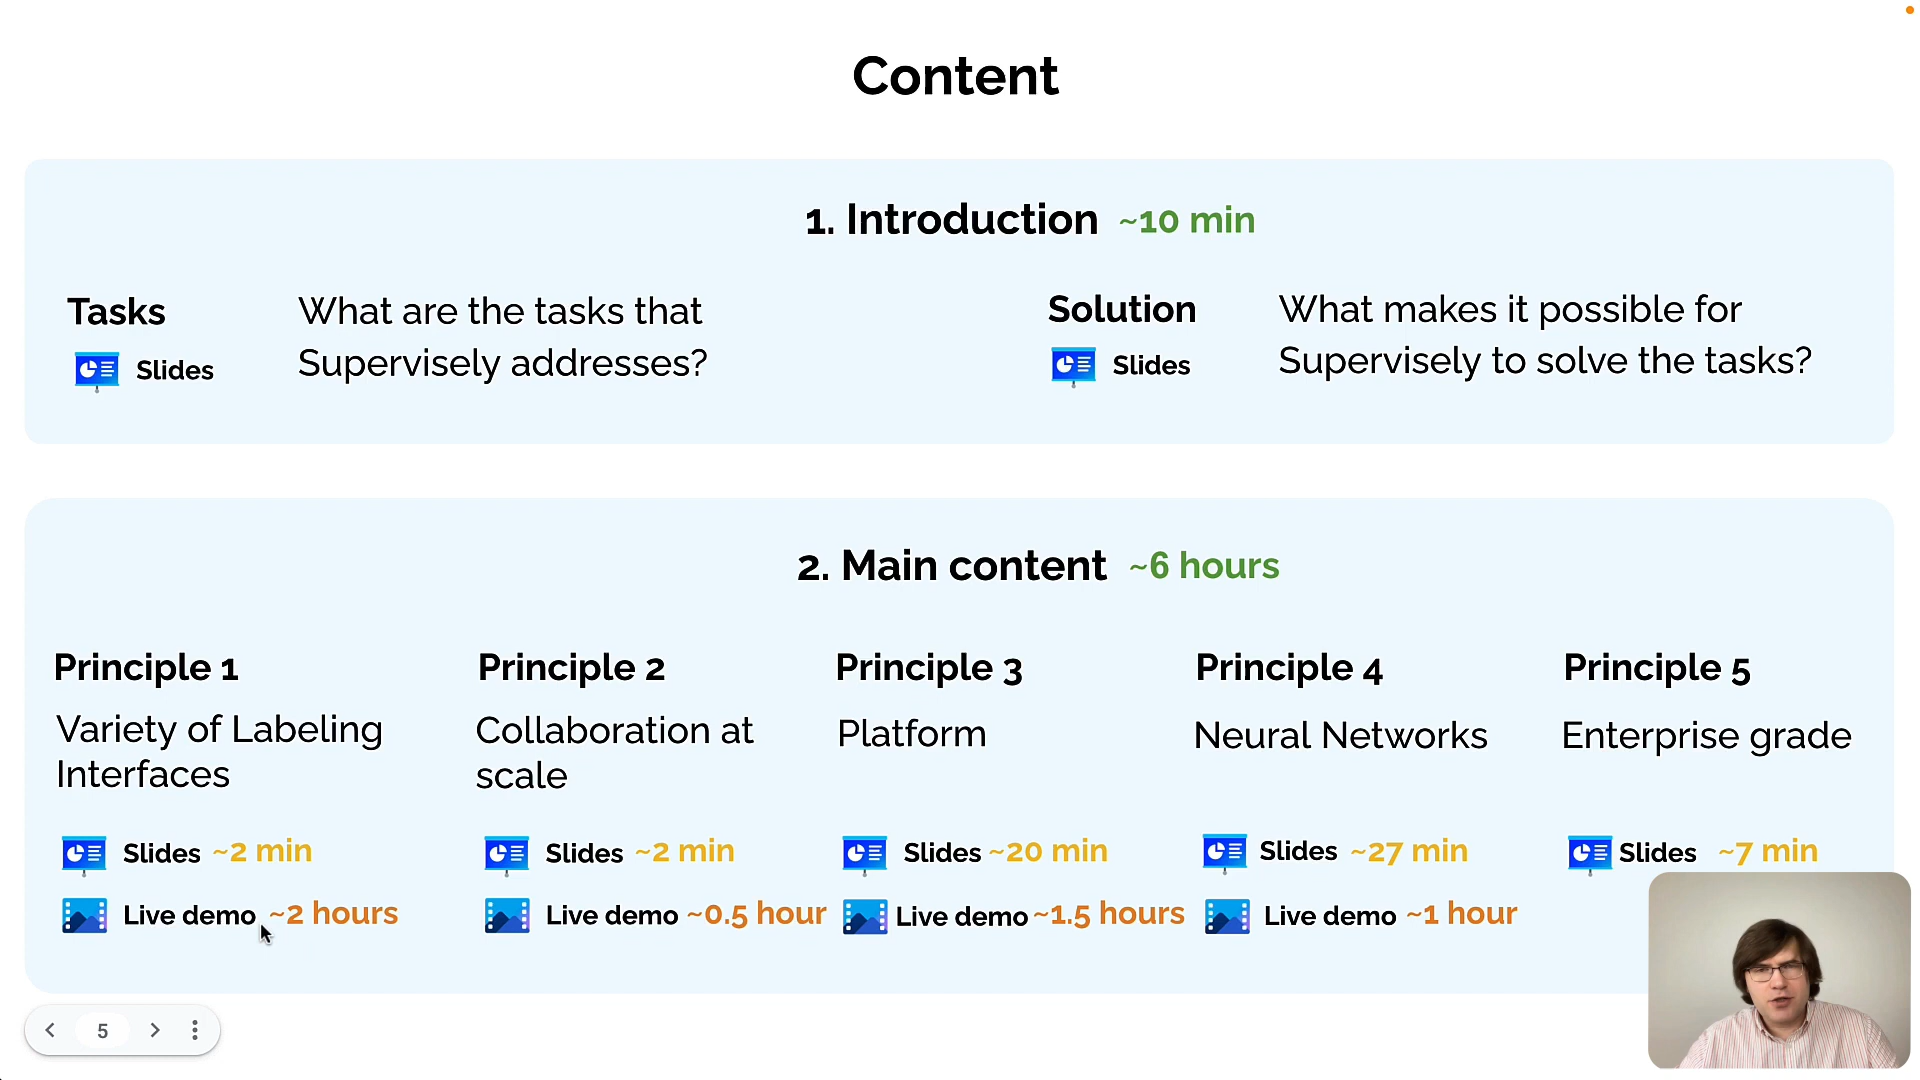 Content
1. Introduction ~10 min
Tasks
Slides
What are the tasks that
Supervisely addresses?
Solution
Slides
What makes it possible for
Supervisely to solve the tasks?
2. Main content ~6 hours
Principle 1
Variety of Labeling
Interfaces
Slides ~2 min
Live demo ~2 hours
Principle 2
Collaboration at
scale
Slides ~2 min
Live demo ~0.5 hour
Principle 3
Platform
Slides ~20 min
Live demo ~1.5 hours
Principle 4
Neural Networks
Slides ~27 min
Live demo ~1 hour
Principle 5
Enterprise grade
Slides ~7 min
5